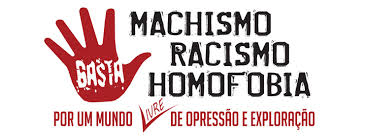 BASTA
MACHISMO
RACISMO
HOMOFOBIA
POR UM MUNDO LIVRE DE OPRESSÃO E EXPLORAÇÃO